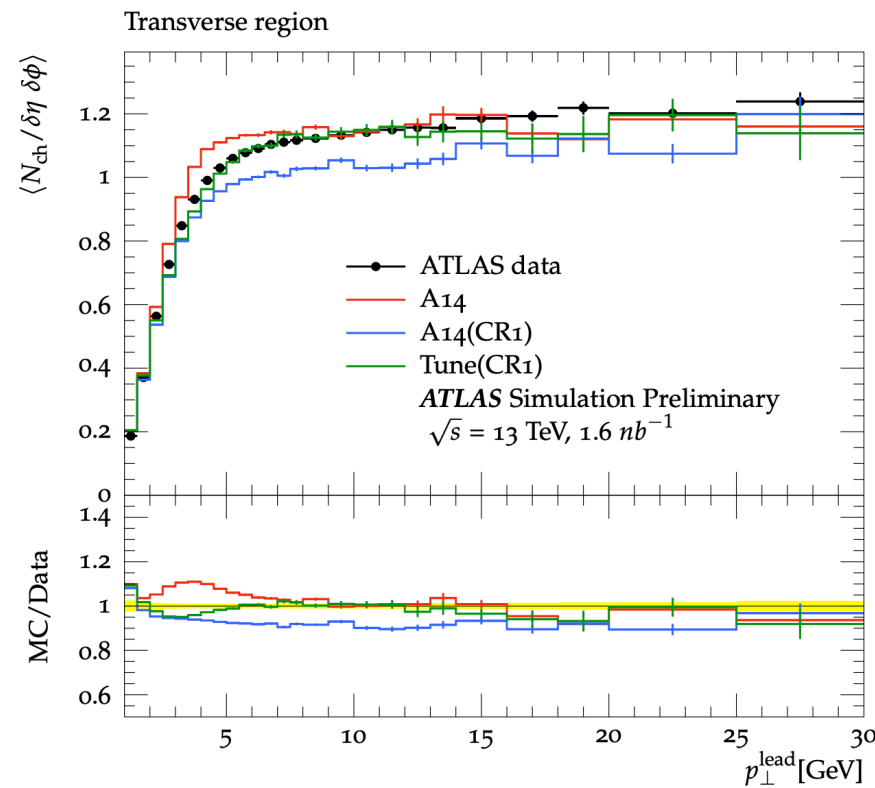 Transverse region
⟨N_ch/δη δϕ⟩
1.2
1
0.8
0.6
0.4
0.2
0
ATLAS data
A14
A14(CR1)
Tune(CR1)
ATLAS Simulation Preliminary
√s = 13 TeV, 1.6 nb⁻¹
MC/Data
1.4
1.2
1
0.8
0.6
5 10 15 20 25 30
p_⊥^lead [GeV]